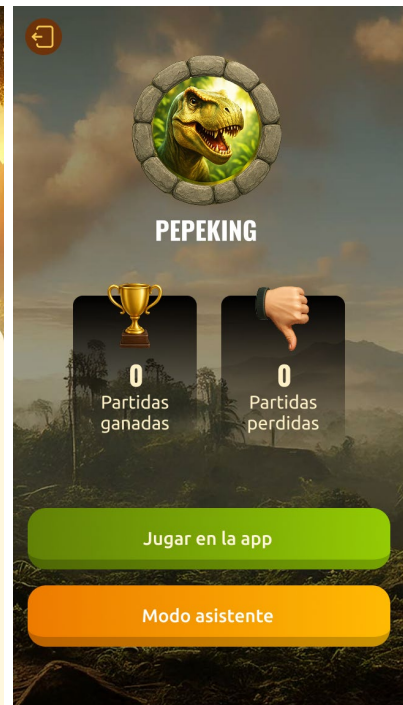 PEPEKING
0
Partidas
ganadas
0
Partidas
perdidas
Jugar en la app
Modo asistente